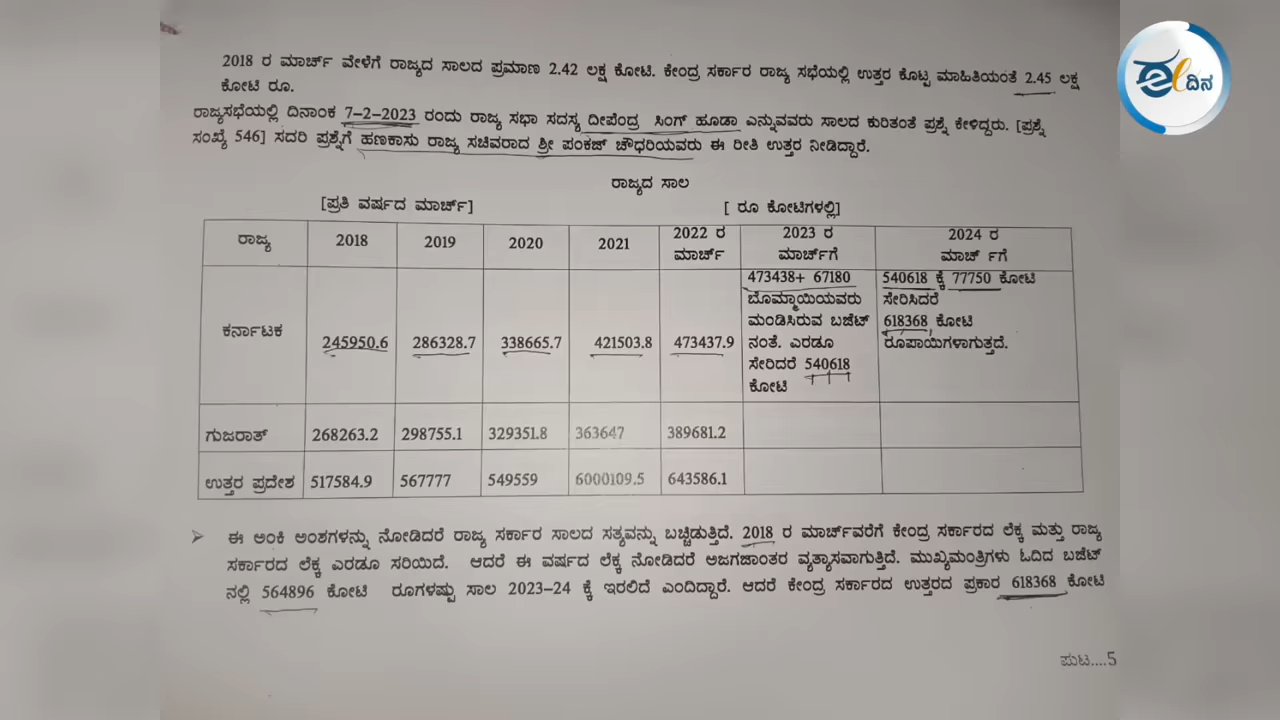 2018 ರ ಮಾರ್ಚ್ ವೇಳೆಗೆ ರಾಜ್ಯದ ಸಾಲದ ಪ್ರಮಾಣ 2.42 ಲಕ್ಷ ಕೋಟಿ. ಕೇಂದ್ರ ಸರ್ಕಾರ ರಾಜ್ಯ ಸಭೆಯಲ್ಲಿ ಉತ್ತರ ಕೊಟ್ಟ ಮಾಹಿತಿಯಂತೆ 2.45 ಲಕ್ಷ
ಕೋಟಿ ರೂ.
ರಾಜ್ಯಸಭೆಯಲ್ಲಿ ದಿನಾಂಕ 7-2-2023 ರಂದು ರಾಜ್ಯ ಸಭಾ ಸದಸ್ಯ ದೀಪೇಂದ್ರ ಸಿಂಗ್ ಹೂಡಾ ಎನ್ನುವವರು ಸಾಲದ ಕುರಿತಂತೆ ಪ್ರಶ್ನೆ ಕೇಳಿದ್ದರು. [ಪ್ರಶ್ನೆ
ಸಂಖ್ಯೆ 546] ಸದರಿ ಪ್ರಶ್ನೆಗೆ ಹಣಕಾಸು ರಾಜ್ಯ ಸಚಿವರಾದ ಶ್ರೀ ಪಂಕಜ್ ಚೌಧರಿಯವರು ಈ ರೀತಿ ಉತ್ತರ ನೀಡಿದ್ದಾರೆ.
ರಾಜ್ಯದ ಸಾಲ
[ಪ್ರತಿ ವರ್ಷದ ಮಾರ್ಚ್] [ ರೂ ಕೋಟಿಗಳಲ್ಲಿ]
ರಾಜ್ಯ 2018 2019 2020 2021 2022 ರ ಮಾರ್ಚ್ 2023 ರ ಮಾರ್ಚ್‌ಗೆ 2024 ರ ಮಾರ್ಚ್ ಗೆ
ಕರ್ನಾಟಕ 245950.6 286328.7 338665.7 421503.8 473437.9
473438+ 67180
ಬೊಮ್ಮಾಯಿಯವರು
ಮಂಡಿಸಿರುವ ಬಜೆಟ್
ನಂತೆ. ಎರಡೂ
ಸೇರಿದರೆ 540618
ಕೋಟಿ
540618 ಕ್ಕೆ 77750 ಕೋಟಿ
ಸೇರಿಸಿದರೆ
618368 ಕೋಟಿ
ರೂಪಾಯಿಗಳಾಗುತ್ತದೆ.
ಗುಜರಾತ್ 268263.2 298755.1 329351.8 363647 389681.2
ಉತ್ತರ ಪ್ರದೇಶ 517584.9 567777 549559 6000109.5 643586.1
➢ ಈ ಅಂಕಿ ಅಂಶಗಳನ್ನು ನೋಡಿದರೆ ರಾಜ್ಯ ಸರ್ಕಾರ ಸಾಲದ ಸತ್ಯವನ್ನು ಬಚ್ಚಿಡುತ್ತಿದೆ. 2018 ರ ಮಾರ್ಚ್‌ವರೆಗೆ ಕೇಂದ್ರ ಸರ್ಕಾರದ ಲೆಕ್ಕ ಮತ್ತು ರಾಜ್ಯ
ಸರ್ಕಾರದ ಲೆಕ್ಕ ಎರಡೂ ಸರಿಯಿದೆ. ಆದರೆ ಈ ವರ್ಷದ ಲೆಕ್ಕ ನೋಡಿದರೆ ಅಜಗಜಾಂತರ ವ್ಯತ್ಯಾಸವಾಗುತ್ತಿದೆ. ಮುಖ್ಯಮಂತ್ರಿಗಳು ಓದಿದ ಬಜೆಟ್
ನಲ್ಲಿ 564896 ಕೋಟಿ ರೂಗಳಷ್ಟು ಸಾಲ 2023-24 ಕ್ಕೆ ಇರಲಿದೆ ಎಂದಿದ್ದಾರೆ. ಆದರೆ ಕೇಂದ್ರ ಸರ್ಕಾರದ ಉತ್ತರದ ಪ್ರಕಾರ 618368 ಕೋಟಿ
ಪುಟ....5
ಈದಿನ